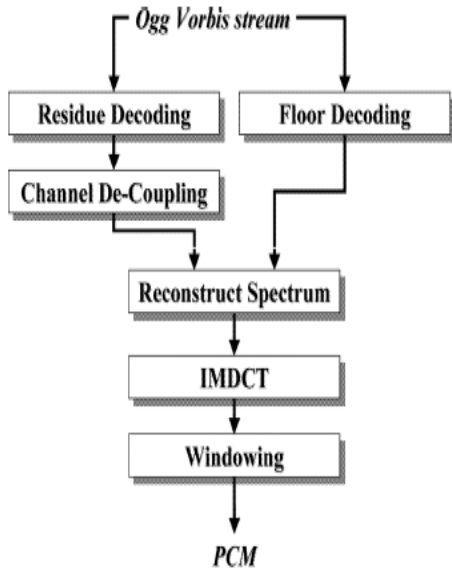 Ogg Vorbis stream
Residue Decoding
Floor Decoding
Channel De-Coupling
Reconstruct Spectrum
IMDCT
Windowing
PCM